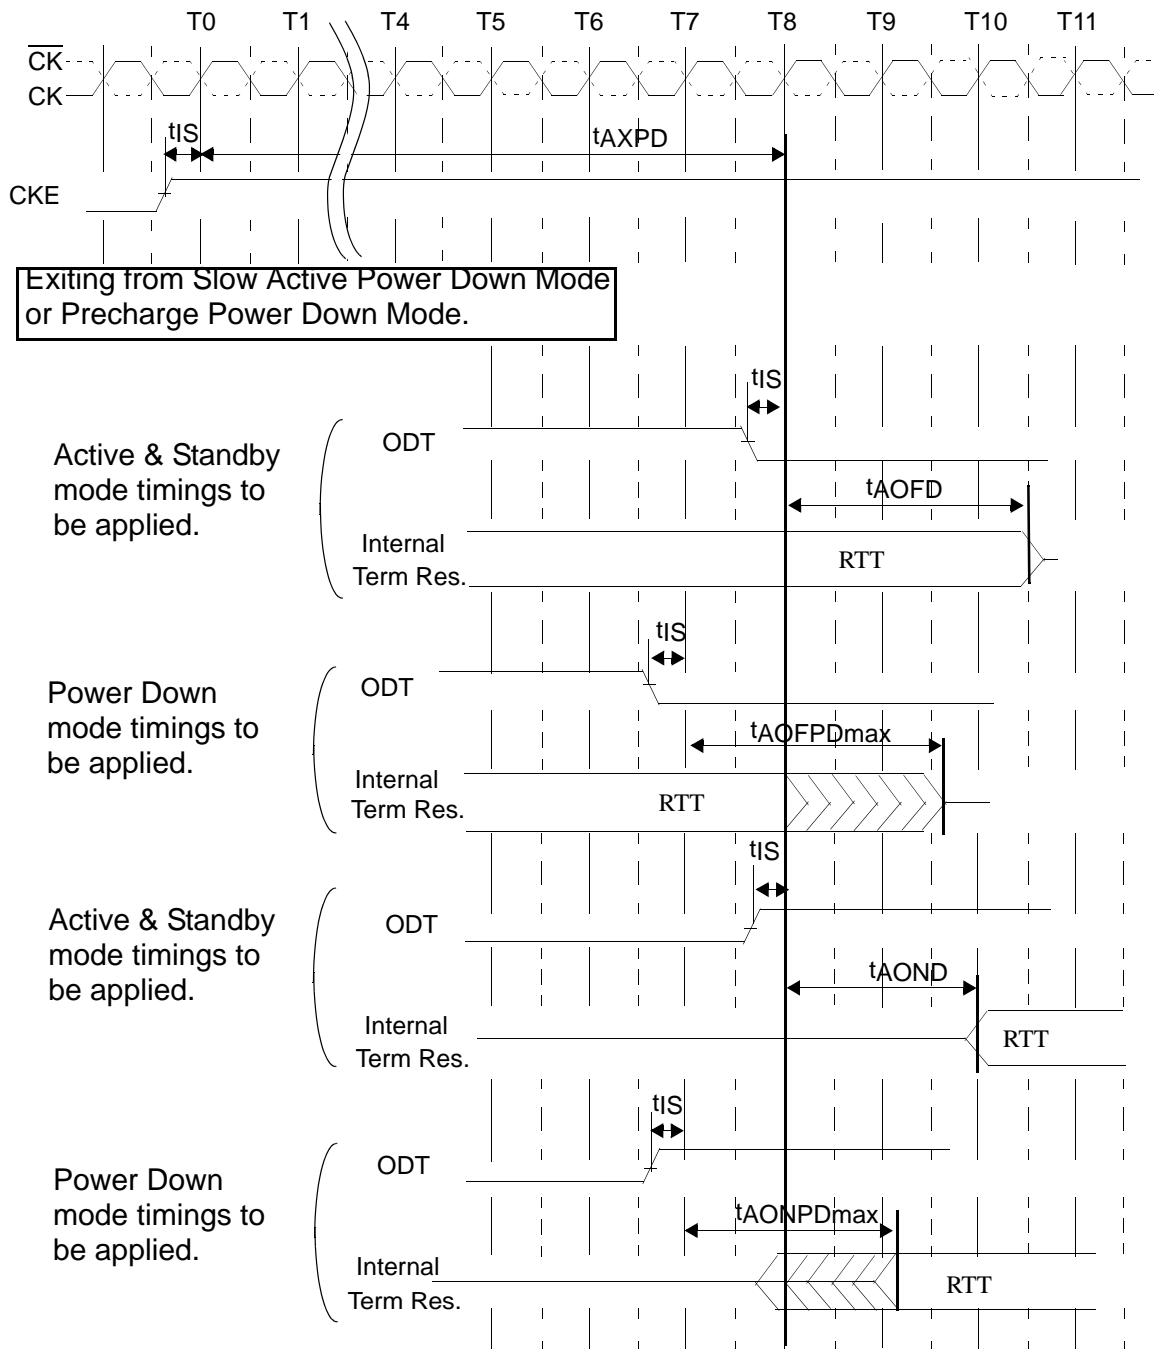 T0 T1 T4 T5 T6 T7 T8 T9 T10 T11
CK
CK
tIS
tAXPD
CKE
Exiting from Slow Active Power Down Mode
or Precharge Power Down Mode.
tIS
ODT
Active & Standby
mode timings to
be applied.
tAOFD
Internal
Term Res.
RTT
tIS
ODT
Power Down
mode timings to
be applied.
tAOFPDmax
Internal
Term Res.
RTT
tIS
ODT
Active & Standby
mode timings to
be applied.
tAOND
Internal
Term Res.
RTT
tIS
ODT
Power Down
mode timings to
be applied.
tAONPDmax
Internal
Term Res.
RTT